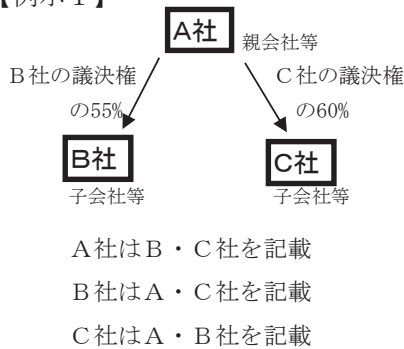 【例示１】
A社 親会社等
Ｂ社の議決権 の55%
Ｃ社の議決権 の60%
B社 子会社等
C社 子会社等
Ａ社はＢ・Ｃ社を記載
Ｂ社はＡ・Ｃ社を記載
Ｃ社はＡ・Ｂ社を記載